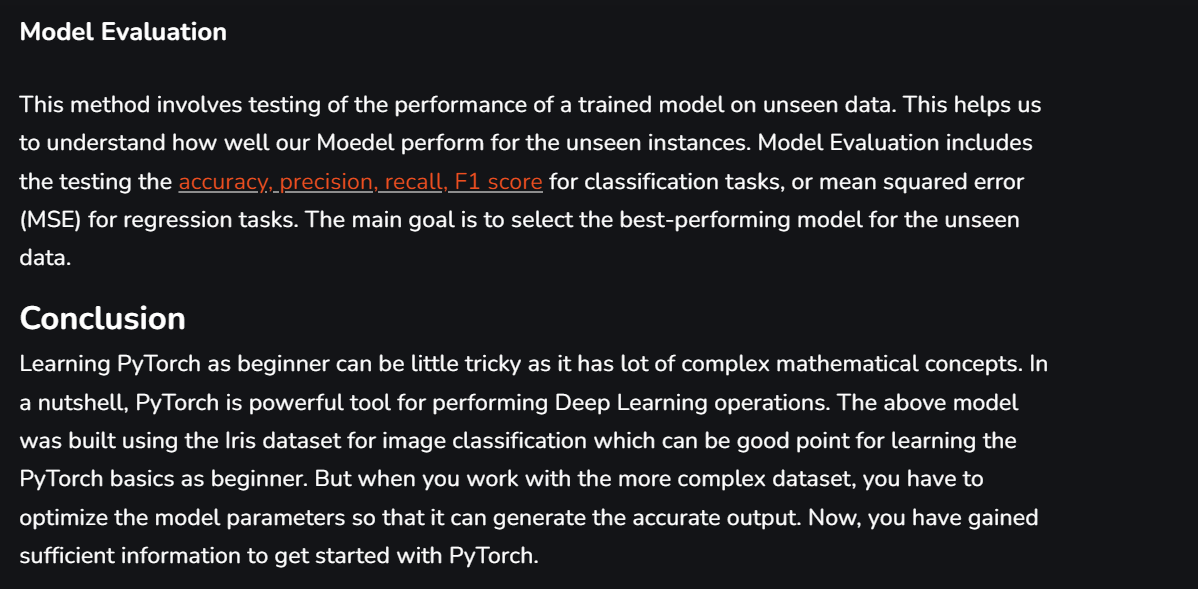 Model Evaluation
This method involves testing of the performance of a trained model on unseen data. This helps us
to understand how well our Moedel perform for the unseen instances. Model Evaluation includes
the testing the accuracy, precision, recall, F1 score for classification tasks, or mean squared error
(MSE) for regression tasks. The main goal is to select the best-performing model for the unseen
data.
Conclusion
Learning PyTorch as beginner can be little tricky as it has lot of complex mathematical concepts. In
a nutshell, PyTorch is powerful tool for performing Deep Learning operations. The above model
was built using the Iris dataset for image classification which can be good point for learning the
PyTorch basics as beginner. But when you work with the more complex dataset, you have to
optimize the model parameters so that it can generate the accurate output. Now, you have gained
sufficient information to get started with PyTorch.